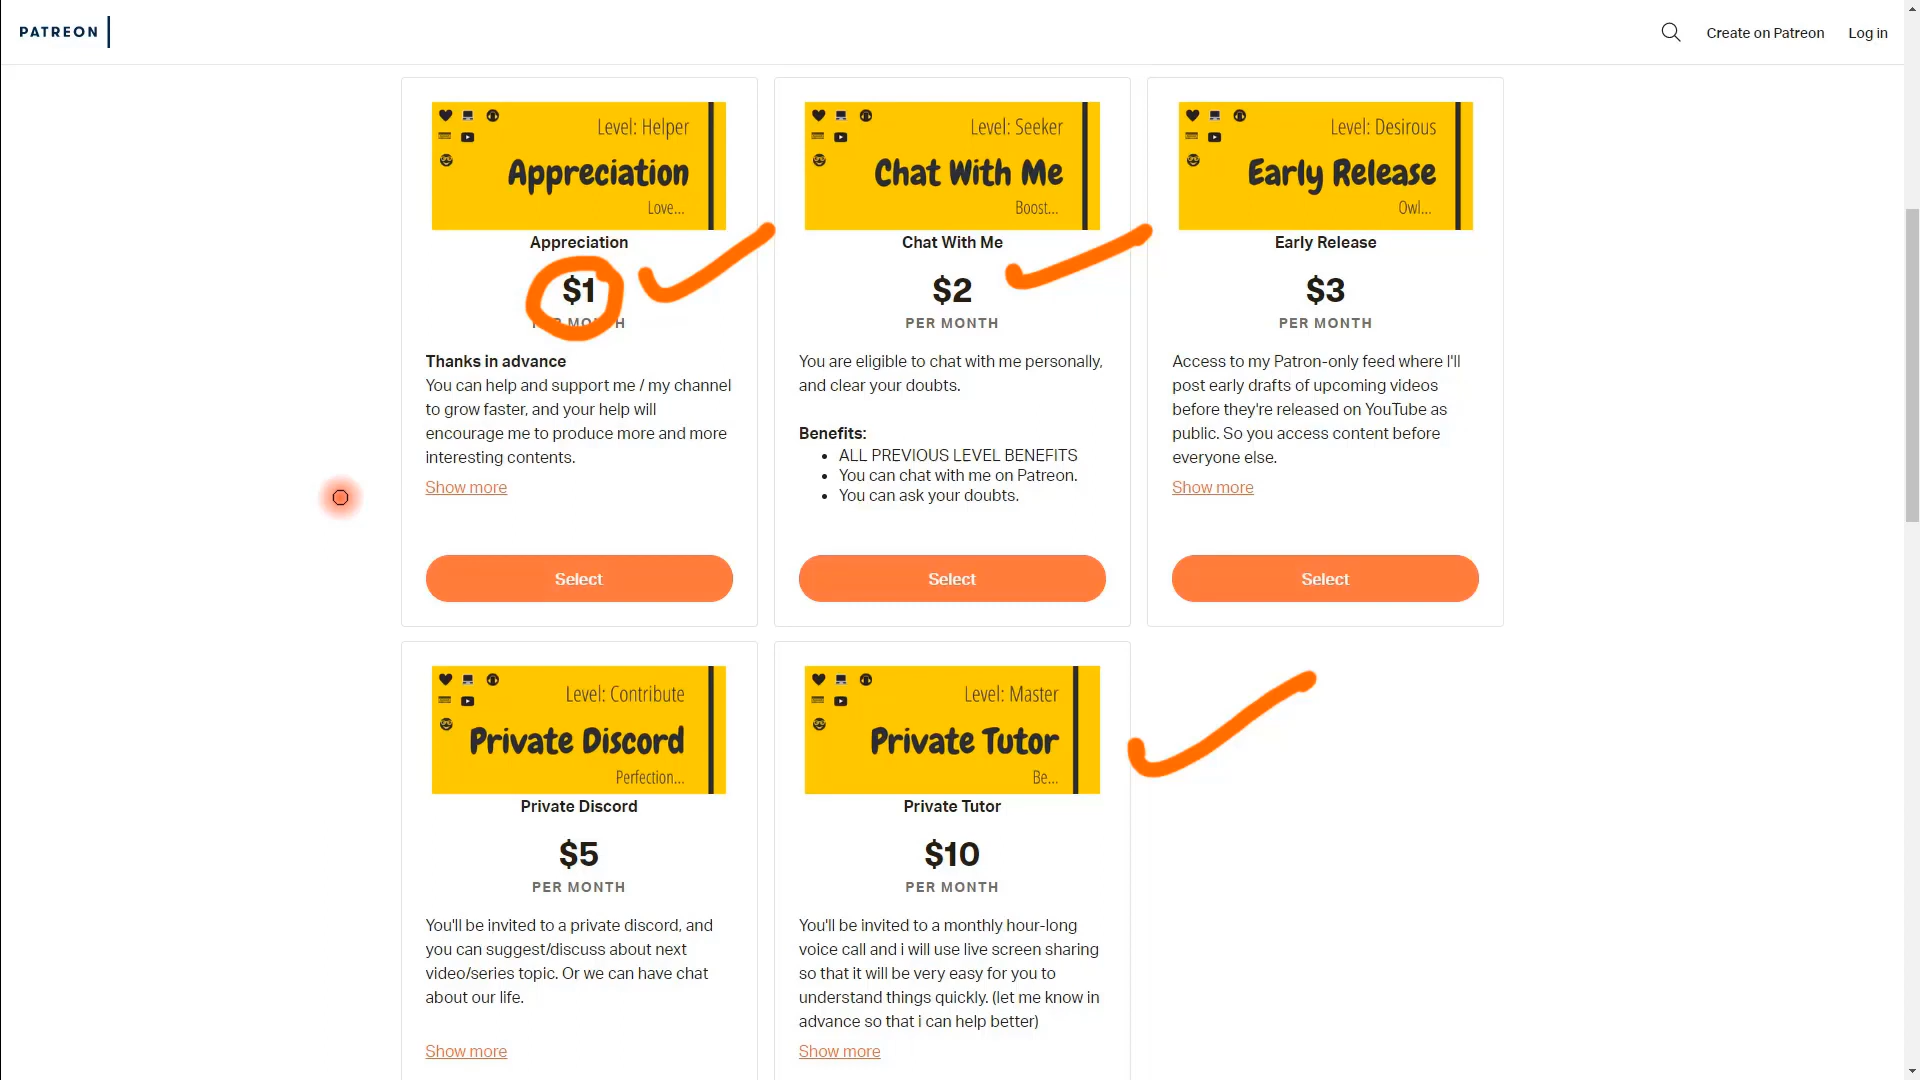 PATREON
Create on Patreon
Log in
Level: Helper
Appreciation
Love...
Appreciation
$1
PER MONTH
Thanks in advance
You can help and support me / my channel
to grow faster, and your help will
encourage me to produce more and more
interesting contents.
Show more
Select
Level: Seeker
Chat With Me
Boost...
Chat With Me
$2
PER MONTH
You are eligible to chat with me personally,
and clear your doubts.
Benefits:
ALL PREVIOUS LEVEL BENEFITS
You can chat with me on Patreon.
You can ask your doubts.
Select
Level: Desirous
Early Release
Owl...
Early Release
$3
PER MONTH
Access to my Patron-only feed where I'll
post early drafts of upcoming videos
before they're released on YouTube as
public. So you access content before
everyone else.
Show more
Select
Level: Contribute
Private Discord
Perfection...
Private Discord
$5
PER MONTH
You'll be invited to a private discord, and
you can suggest/discuss about next
video/series topic. Or we can have chat
about our life.
Show more
Level: Master
Private Tutor
Be...
Private Tutor
$10
PER MONTH
You'll be invited to a monthly hour-long
voice call and i will use live screen sharing
so that it will be very easy for you to
understand things quickly. (let me know in
advance so that i can help better)
Show more